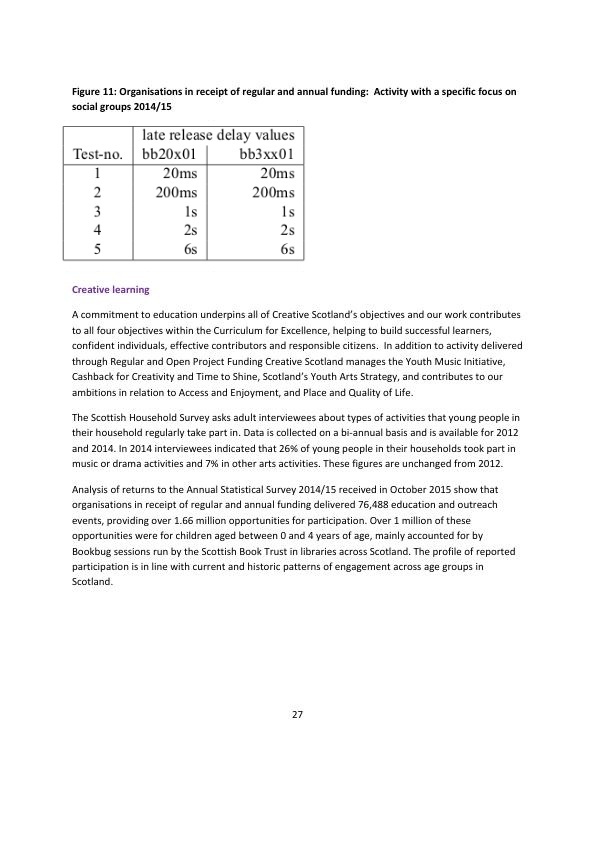 Figure 11: Organisations in receipt of regular and annual funding:  Activity with a specific focus on
social groups 2014/15
late release delay values
Test-no. bb20x01 bb3xx01
1 20ms 20ms
2 200ms 200ms
3 1s 1s
4 2s 2s
5 6s 6s
Creative learning
A commitment to education underpins all of Creative Scotland’s objectives and our work contributes
to all four objectives within the Curriculum for Excellence, helping to build successful learners,
confident individuals, effective contributors and responsible citizens.  In addition to activity delivered
through Regular and Open Project Funding Creative Scotland manages the Youth Music Initiative,
Cashback for Creativity and Time to Shine, Scotland’s Youth Arts Strategy, and contributes to our
ambitions in relation to Access and Enjoyment, and Place and Quality of Life.
The Scottish Household Survey asks adult interviewees about types of activities that young people in
their household regularly take part in. Data is collected on a bi-annual basis and is available for 2012
and 2014. In 2014 interviewees indicated that 26% of young people in their households took part in
music or drama activities and 7% in other arts activities.  These figures are unchanged from 2012.
Analysis of returns to the Annual Statistical Survey 2014/15 received in October 2015 show that
organisations in receipt of regular and annual funding delivered 76,488 education and outreach
events, providing over 1.66 million opportunities for participation. Over 1 million of these
opportunities were for children aged between 0 and 4 years of age, mainly accounted for by
Bookbug sessions run by the Scottish Book Trust in libraries across Scotland. The profile of reported
participation is in line with current and historic patterns of engagement across age groups in
Scotland.
27